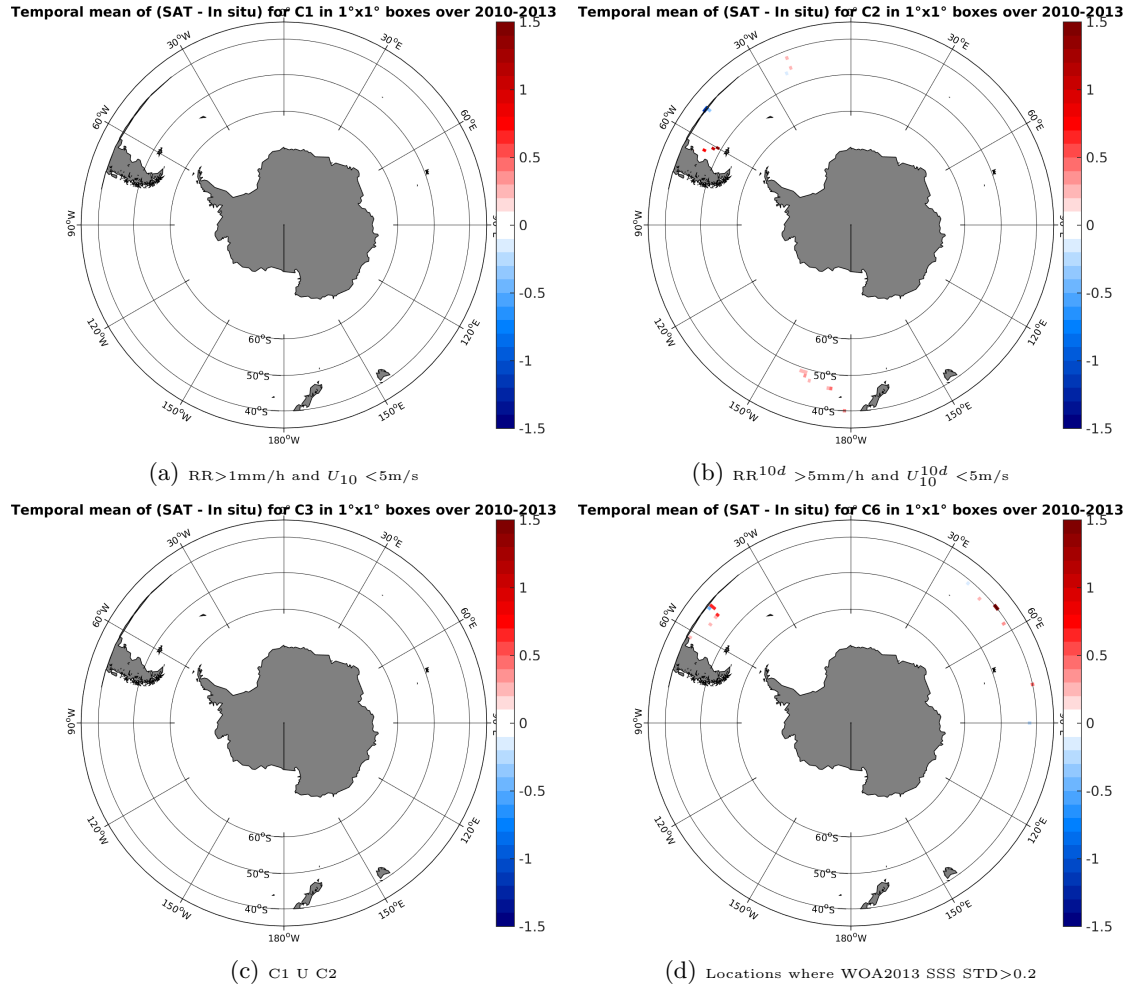 Temporal mean of (SAT - In situ) for C1 in 1°x1° boxes over 2010-2013
30°W
30°E
60°W
60°E
90°W
120°W
120°E
150°W
150°E
180°W
60°S
50°S
40°S
1.5
1
0.5
0
-0.5
-1
-1.5
(a) RR>1mm/h and U10 <5m/s
Temporal mean of (SAT - In situ) for C2 in 1°x1° boxes over 2010-2013
30°W
30°E
60°W
60°E
90°W
120°W
120°E
150°W
150°E
180°W
60°S
50°S
40°S
1.5
1
0.5
0
-0.5
-1
-1.5
(b) RR^10d >5mm/h and U10^10d <5m/s
Temporal mean of (SAT - In situ) for C3 in 1°x1° boxes over 2010-2013
30°W
30°E
60°W
60°E
90°W
120°W
120°E
150°W
150°E
180°W
60°S
50°S
40°S
1.5
1
0.5
0
-0.5
-1
-1.5
(c) C1 U C2
Temporal mean of (SAT - In situ) for C6 in 1°x1° boxes over 2010-2013
30°W
30°E
60°W
60°E
90°W
120°W
120°E
150°W
150°E
180°W
60°S
50°S
40°S
1.5
1
0.5
0
-0.5
-1
-1.5
(d) Locations where WOA2013 SSS STD>0.2